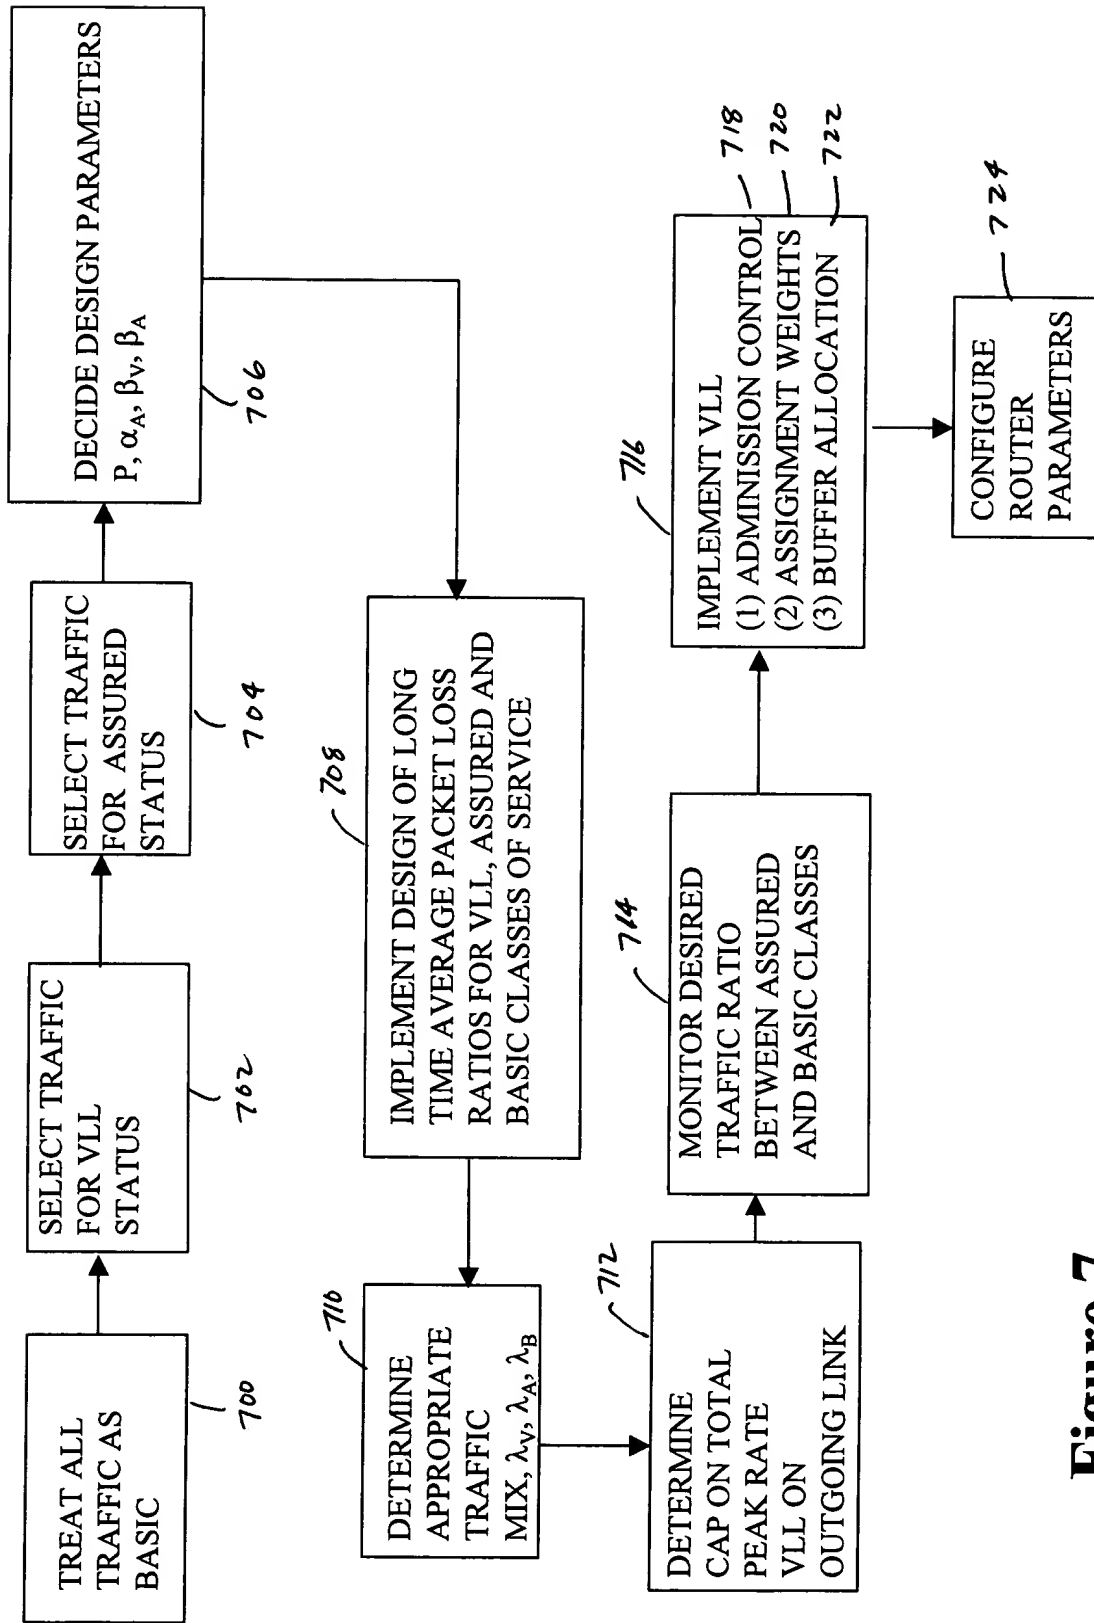 TREAT ALL
TRAFFIC AS
BASIC
700
SELECT TRAFFIC
FOR VLL
STATUS
702
SELECT TRAFFIC
FOR ASSURED
STATUS
704
DECIDE DESIGN PARAMETERS
P, α_A, β_V, β_A
706
708
IMPLEMENT DESIGN OF LONG
TIME AVERAGE PACKET LOSS
RATIOS FOR VLL, ASSURED AND
BASIC CLASSES OF SERVICE
710
DETERMINE
APPROPRIATE
TRAFFIC
MIX, λ_V, λ_A, λ_B
712
DETERMINE
CAP ON TOTAL
PEAK RATE
VLL ON
OUTGOING LINK
714
MONITOR DESIRED
TRAFFIC RATIO
BETWEEN ASSURED
AND BASIC CLASSES
716
IMPLEMENT VLL
(1) ADMINISSION CONTROL 718
(2) ASSIGNMENT WEIGHTS 720
(3) BUFFER ALLOCATION 722
724
CONFIGURE
ROUTER
PARAMETERS
Figure 7